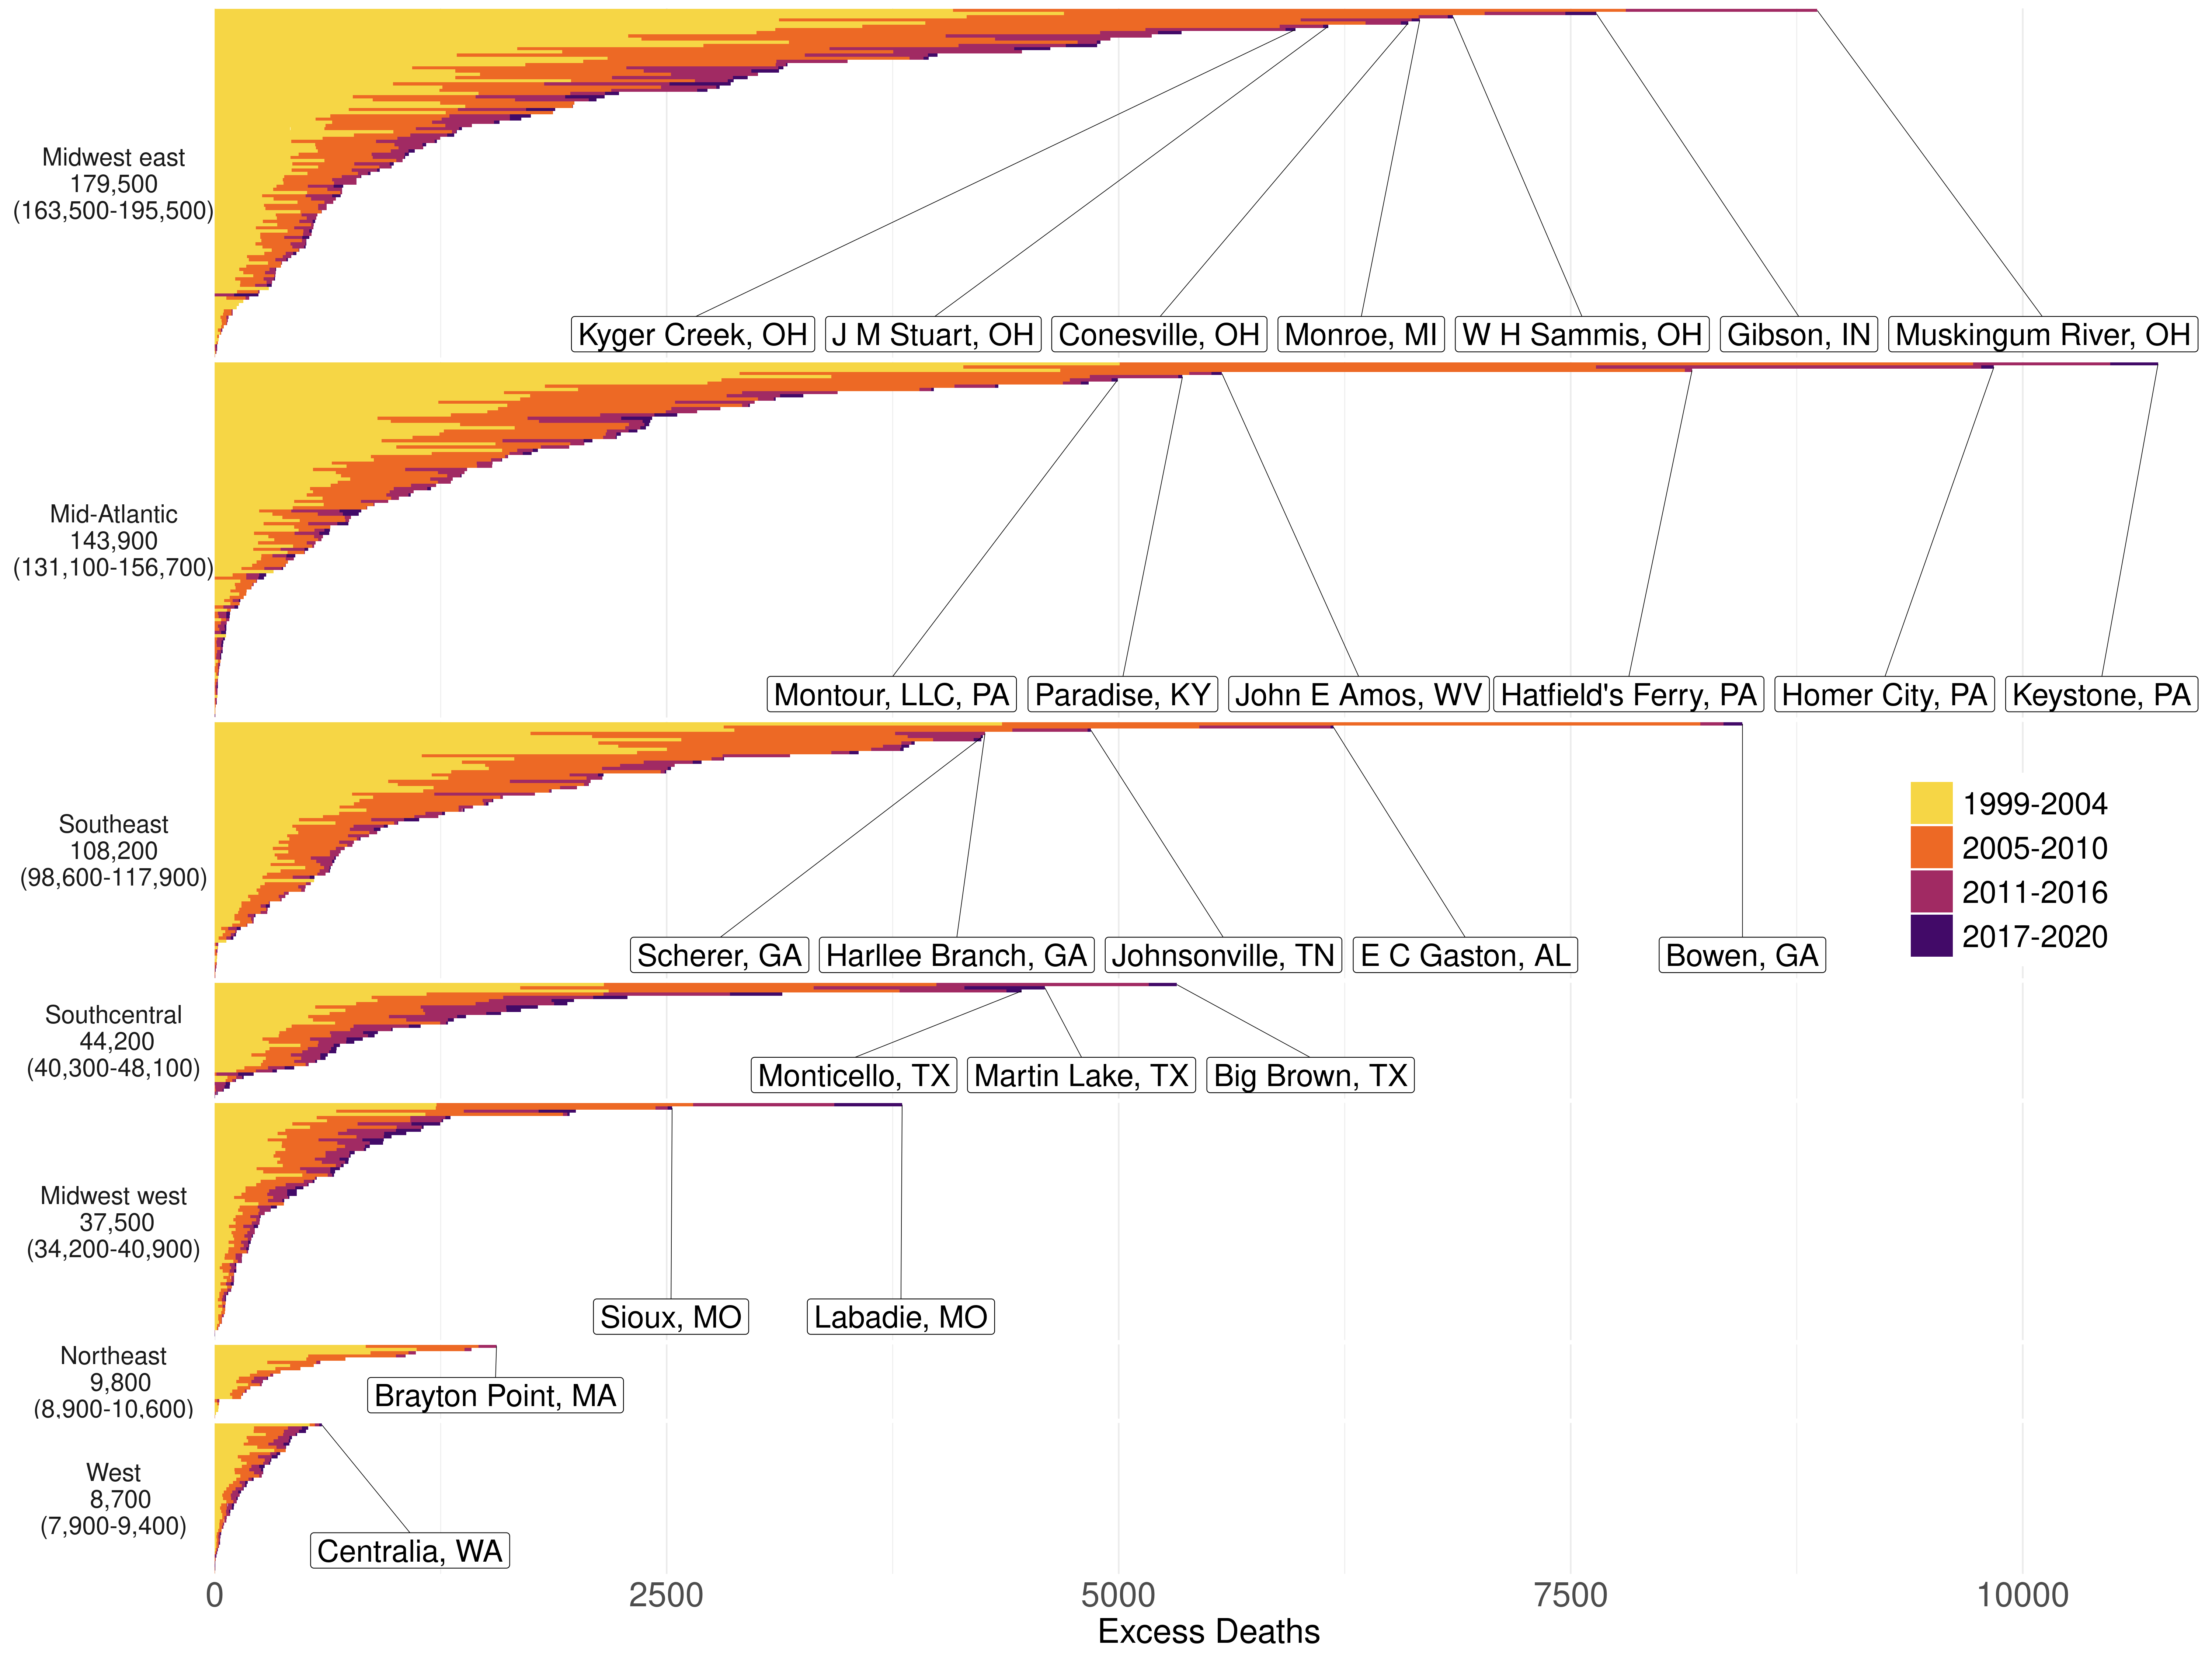 Midwest east
179,500
(163,500-195,500)
Kyger Creek, OH
J M Stuart, OH
Conesville, OH
Monroe, MI
W H Sammis, OH
Gibson, IN
Muskingum River, OH
Mid-Atlantic
143,900
(131,100-156,700)
Montour, LLC, PA
Paradise, KY
John E Amos, WV
Hatfield's Ferry, PA
Homer City, PA
Keystone, PA
Southeast
108,200
(98,600-117,900)
Scherer, GA
Harllee Branch, GA
Johnsonville, TN
E C Gaston, AL
Bowen, GA
1999-2004
2005-2010
2011-2016
2017-2020
Southcentral
44,200
(40,300-48,100)
Monticello, TX
Martin Lake, TX
Big Brown, TX
Midwest west
37,500
(34,200-40,900)
Sioux, MO
Labadie, MO
Northeast
9,800
(8,900-10,600)
Brayton Point, MA
West
8,700
(7,900-9,400)
Centralia, WA
0
2500
5000
7500
10000
Excess Deaths